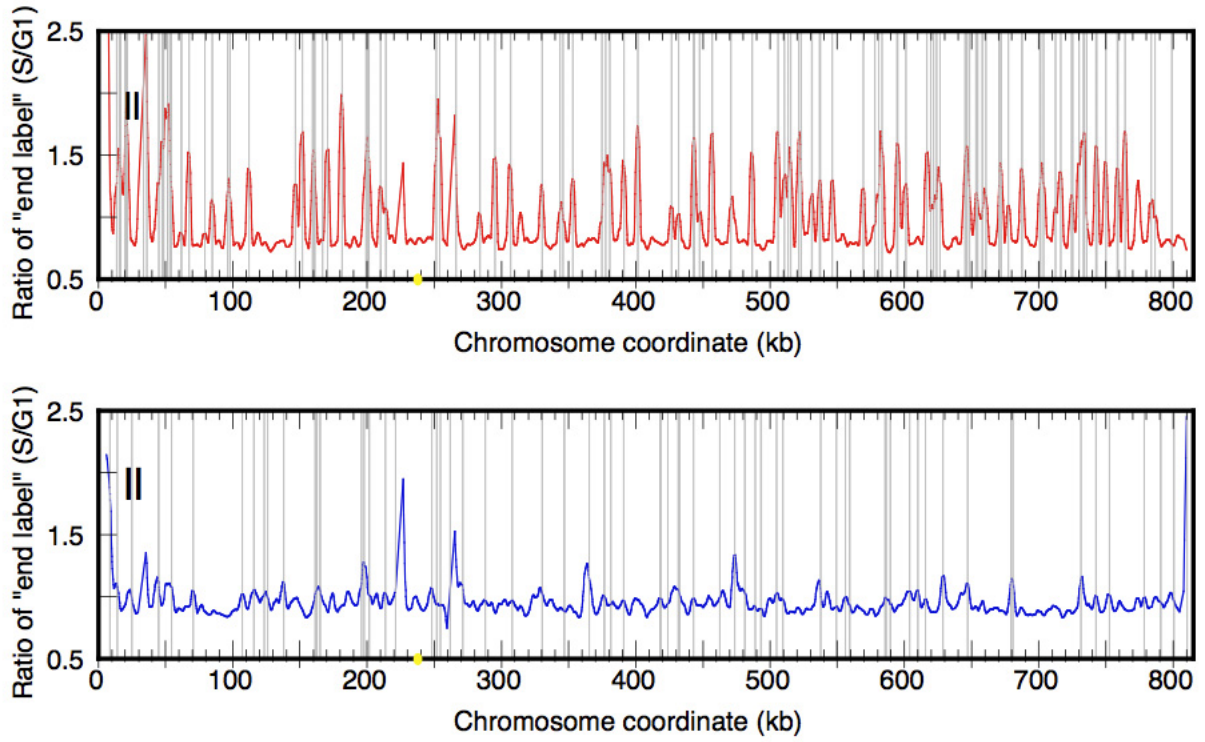 Ratio of "end label" (S/G1)
2.5
1.5
0.5
II
0 100 200 300 400 500 600 700 800
Chromosome coordinate (kb)
Ratio of "end label" (S/G1)
2.5
1.5
0.5
II
0 100 200 300 400 500 600 700 800
Chromosome coordinate (kb)